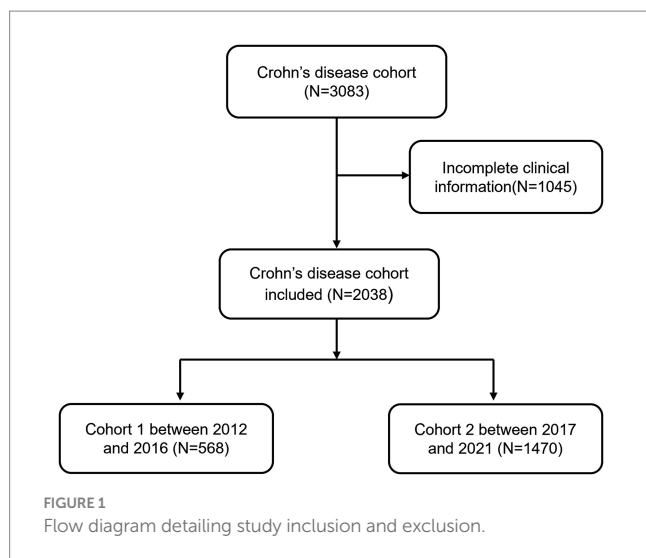 Crohn's disease cohort
(N=3083)
Incomplete clinical
information(N=1045)
Crohn's disease cohort
included (N=2038)
Cohort 1 between 2012
and 2016 (N=568)
Cohort 2 between 2017
and 2021 (N=1470)
FIGURE 1
Flow diagram detailing study inclusion and exclusion.